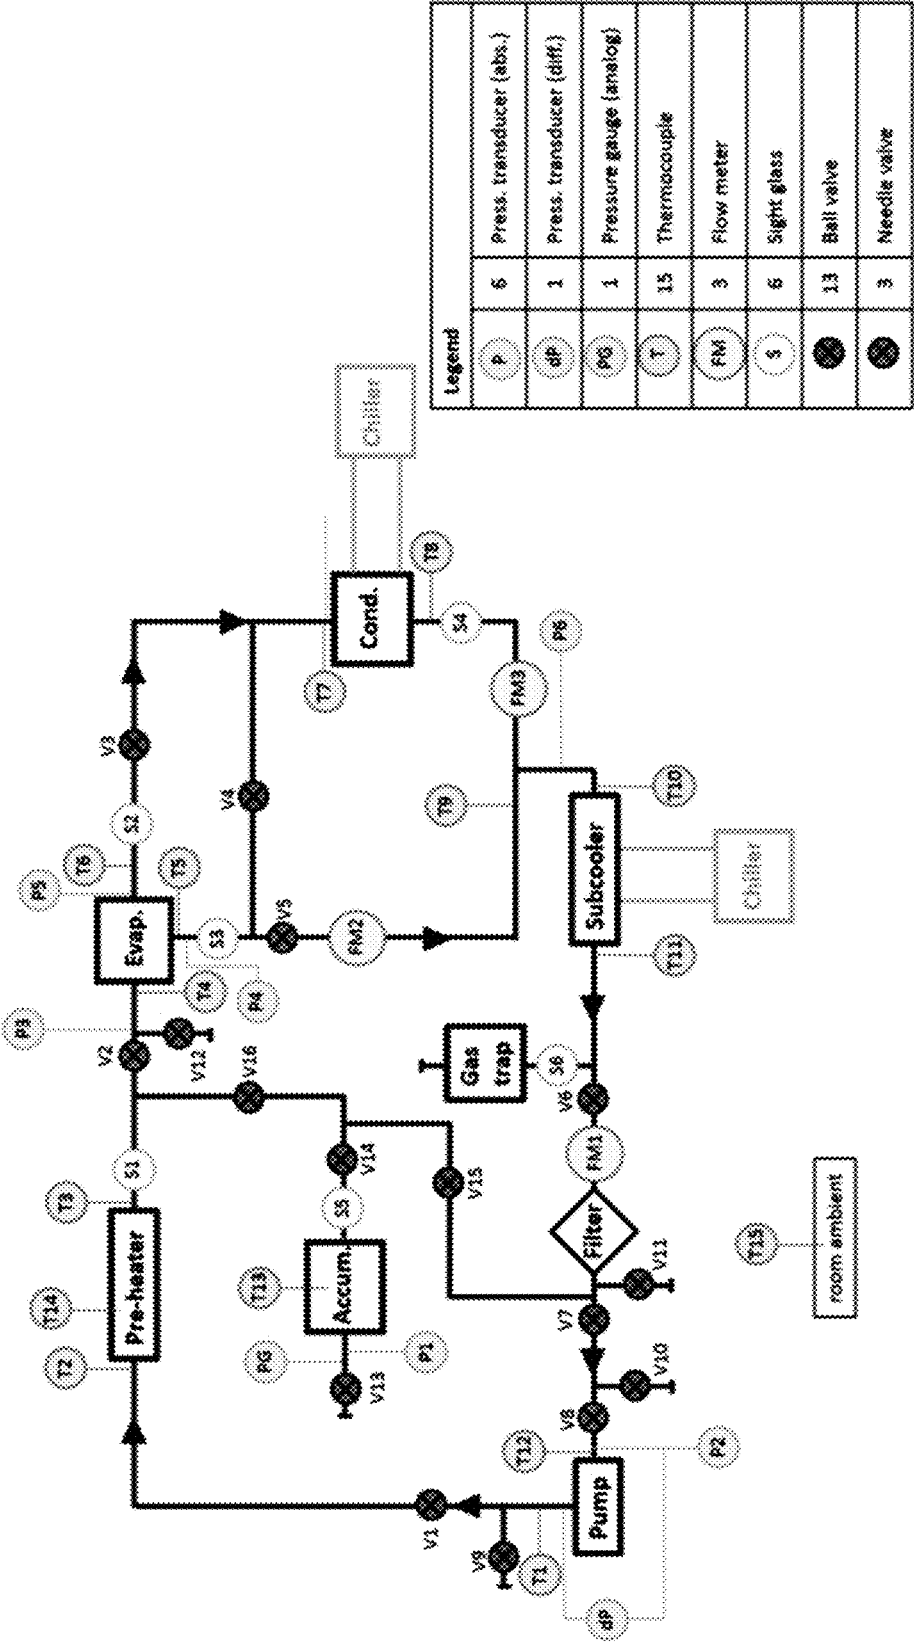 Legend
P 6 Press. transducer (abs.)
dP 1 Press. transducer (diff.)
PG 1 Pressure gauge (analog)
T 15 Thermocouple
FM 3 Flow meter
S 6 Sight glass
13 Ball valve
3 Needle valve
T2
T14
Pre-heater
T3
S1
V2
P3
V12
T4
Evap.
P5
T6
T5
S2
V3
S3
P4
V5
V4
FM2
V16
V14
S5
T13
Accum.
PG
P1
V13
V15
T7
Cond.
Chiller
T8
S4
FM3
P6
T9
T10
Subcooler
Chiller
T11
Gas
trap
S6
V6
FM1
Filter
V11
V7
V10
V8
T12
P2
Pump
V1
V9
T1
dP
T15
room ambient